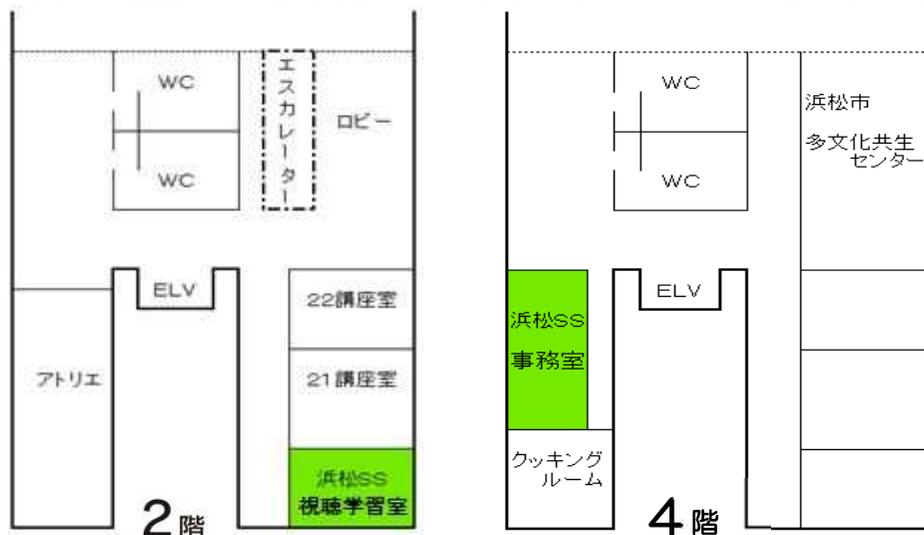 WC
WC
エスカレーター
ロビー
ELV
22講座室
21講座室
アトリエ
浜松SS
視聴学習室
2階
WC
WC
浜松市
多文化共生
センター
ELV
浜松SS
事務室
クッキング
ルーム
4階